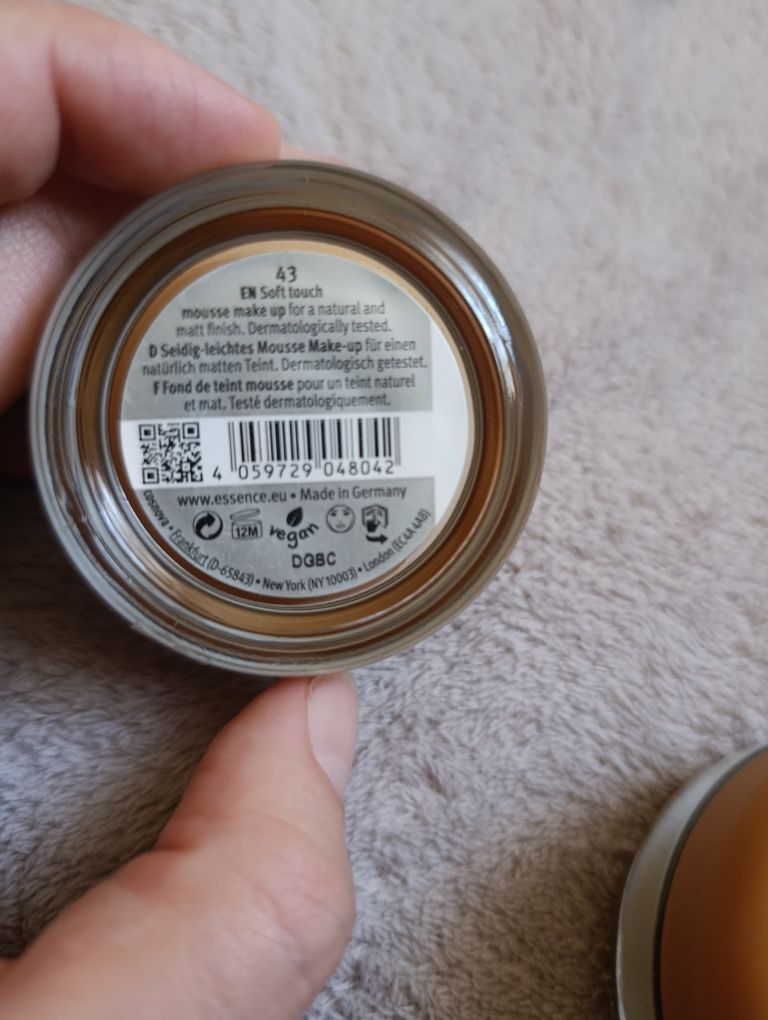 43
EN Soft touch
mousse make up for a natural and
matt finish. Dermatologically tested.
D Seidig-leichtes Mousse Make-up für einen
natürlich matten Teint. Dermatologisch getestet.
F Fond de teint mousse pour un teint naturel
et mat. Testé dermatologiquement.
4 059729 048042
www.essence.eu • Made in Germany
12M
vegan
DGBC
cosnova • Frankfurt (D-65843) • New York (NY 10003) • London (EC4A 4AB)